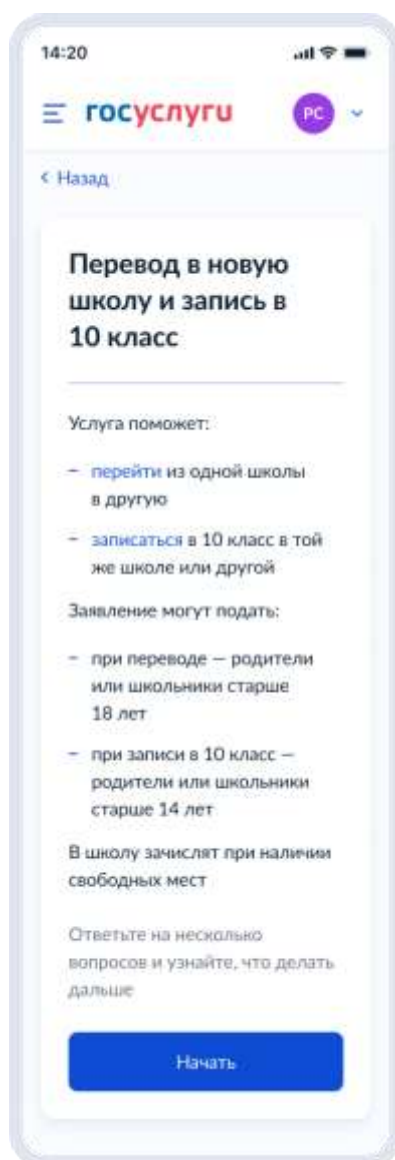 14:20
госуслуги
РС
Назад
Перевод в новую
школу и запись в
10 класс
Услуга поможет:
– перейти из одной школы
в другую
– записаться в 10 класс в той
же школе или другой
Заявление могут подать:
– при переводе — родители
или школьники старше
18 лет
– при записи в 10 класс —
родители или школьники
старше 14 лет
В школу зачислят при наличии
свободных мест
Ответьте на несколько
вопросов и узнайте, что делать
дальше
Начать